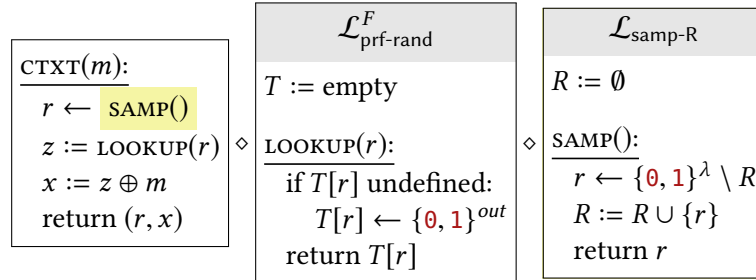 CTXT(m):
r ← SAMP()
z := LOOKUP(r)
x := z ⊕ m
return (r, x)
⋄
𝓛^F_prf-rand
T := empty
LOOKUP(r):
if T[r] undefined:
T[r] ← {0, 1}^out
return T[r]
⋄
𝓛_samp-R
R := ∅
SAMP():
r ← {0, 1}^λ \ R
R := R ∪ {r}
return r